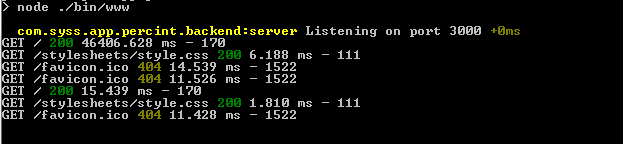 > node ./bin/www
com.syss.app.percint.backend:server Listening on port 3000 +0ms
GET / 200 46406.628 ms - 170
GET /stylesheets/style.css 200 6.188 ms - 111
GET /favicon.ico 404 14.539 ms - 1522
GET /favicon.ico 404 11.526 ms - 1522
GET / 200 15.439 ms - 170
GET /stylesheets/style.css 200 1.810 ms - 111
GET /favicon.ico 404 11.428 ms - 1522